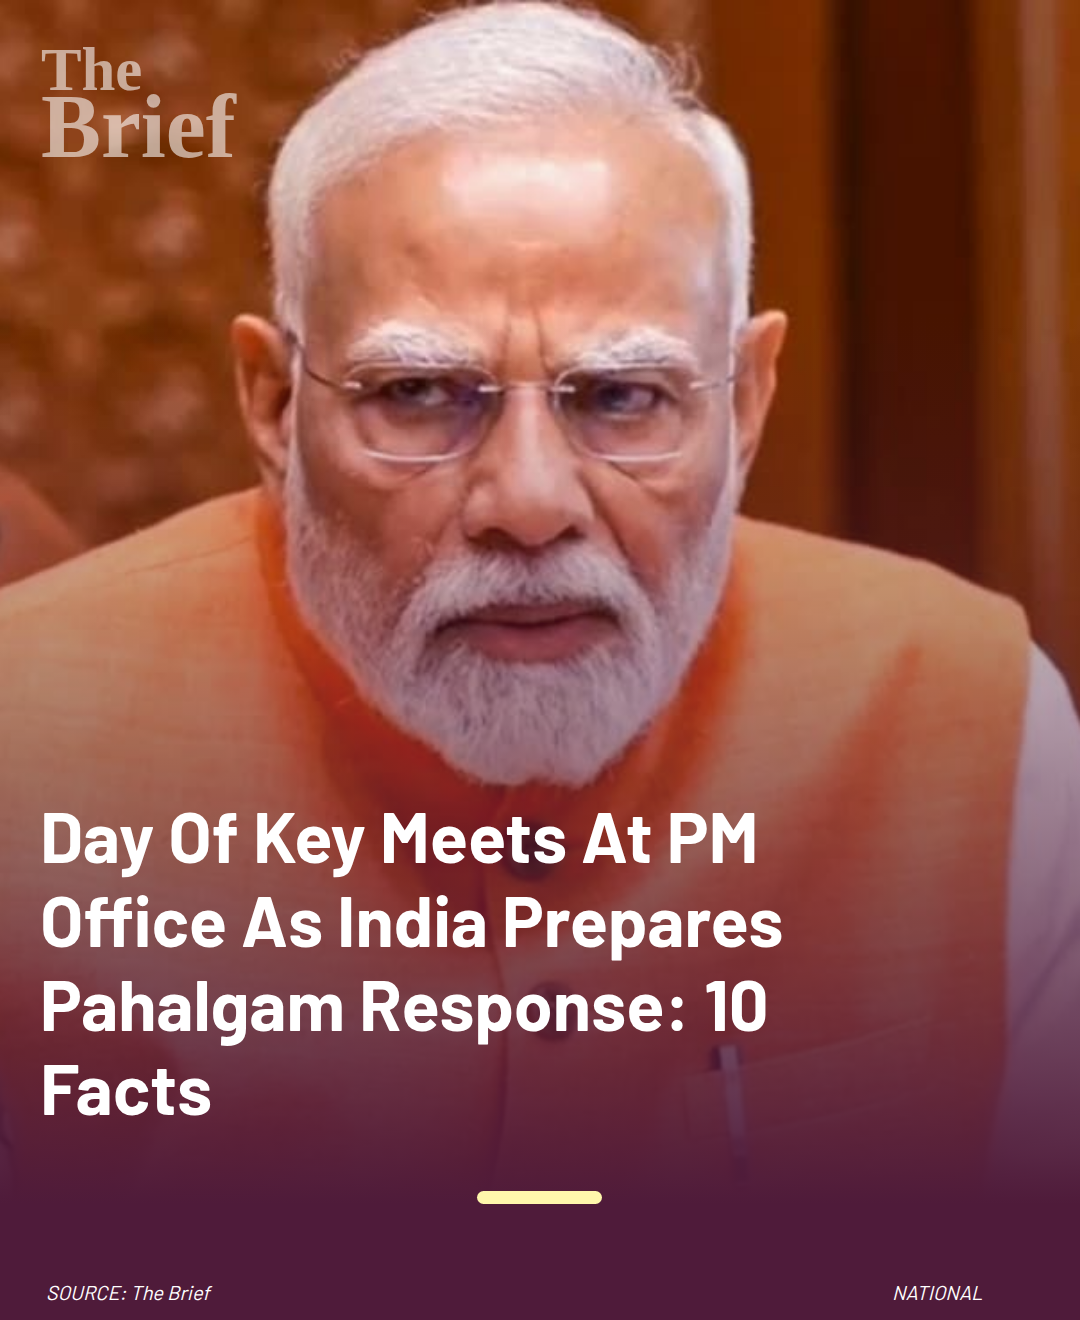 The
Brief
Day Of Key Meets At PM
Office As India Prepares
Pahalgam Response: 10
Facts
SOURCE: The Brief
NATIONAL